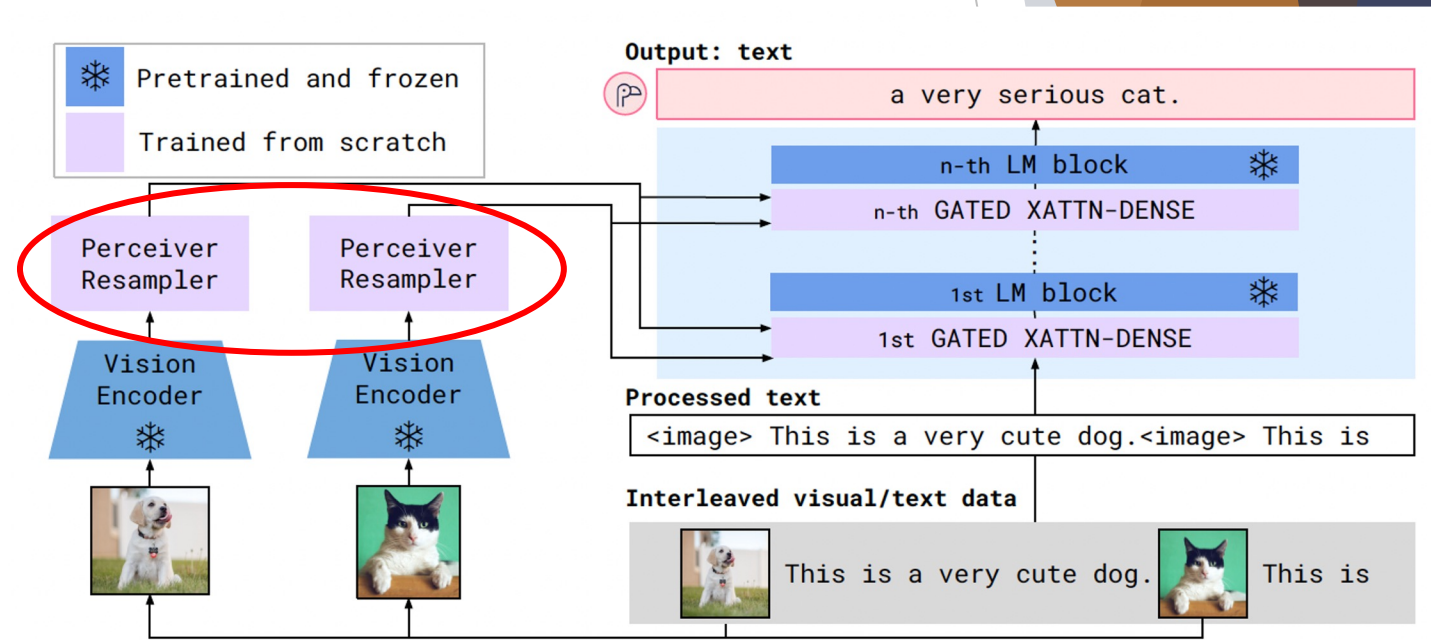 Pretrained and frozen
Trained from scratch
Perceiver
Resampler
Perceiver
Resampler
Vision
Encoder
Vision
Encoder
Output: text
a very serious cat.
n-th LM block
n-th GATED XATTN-DENSE
1st LM block
1st GATED XATTN-DENSE
Processed text
<image> This is a very cute dog.<image> This is
Interleaved visual/text data
This is a very cute dog.
This is